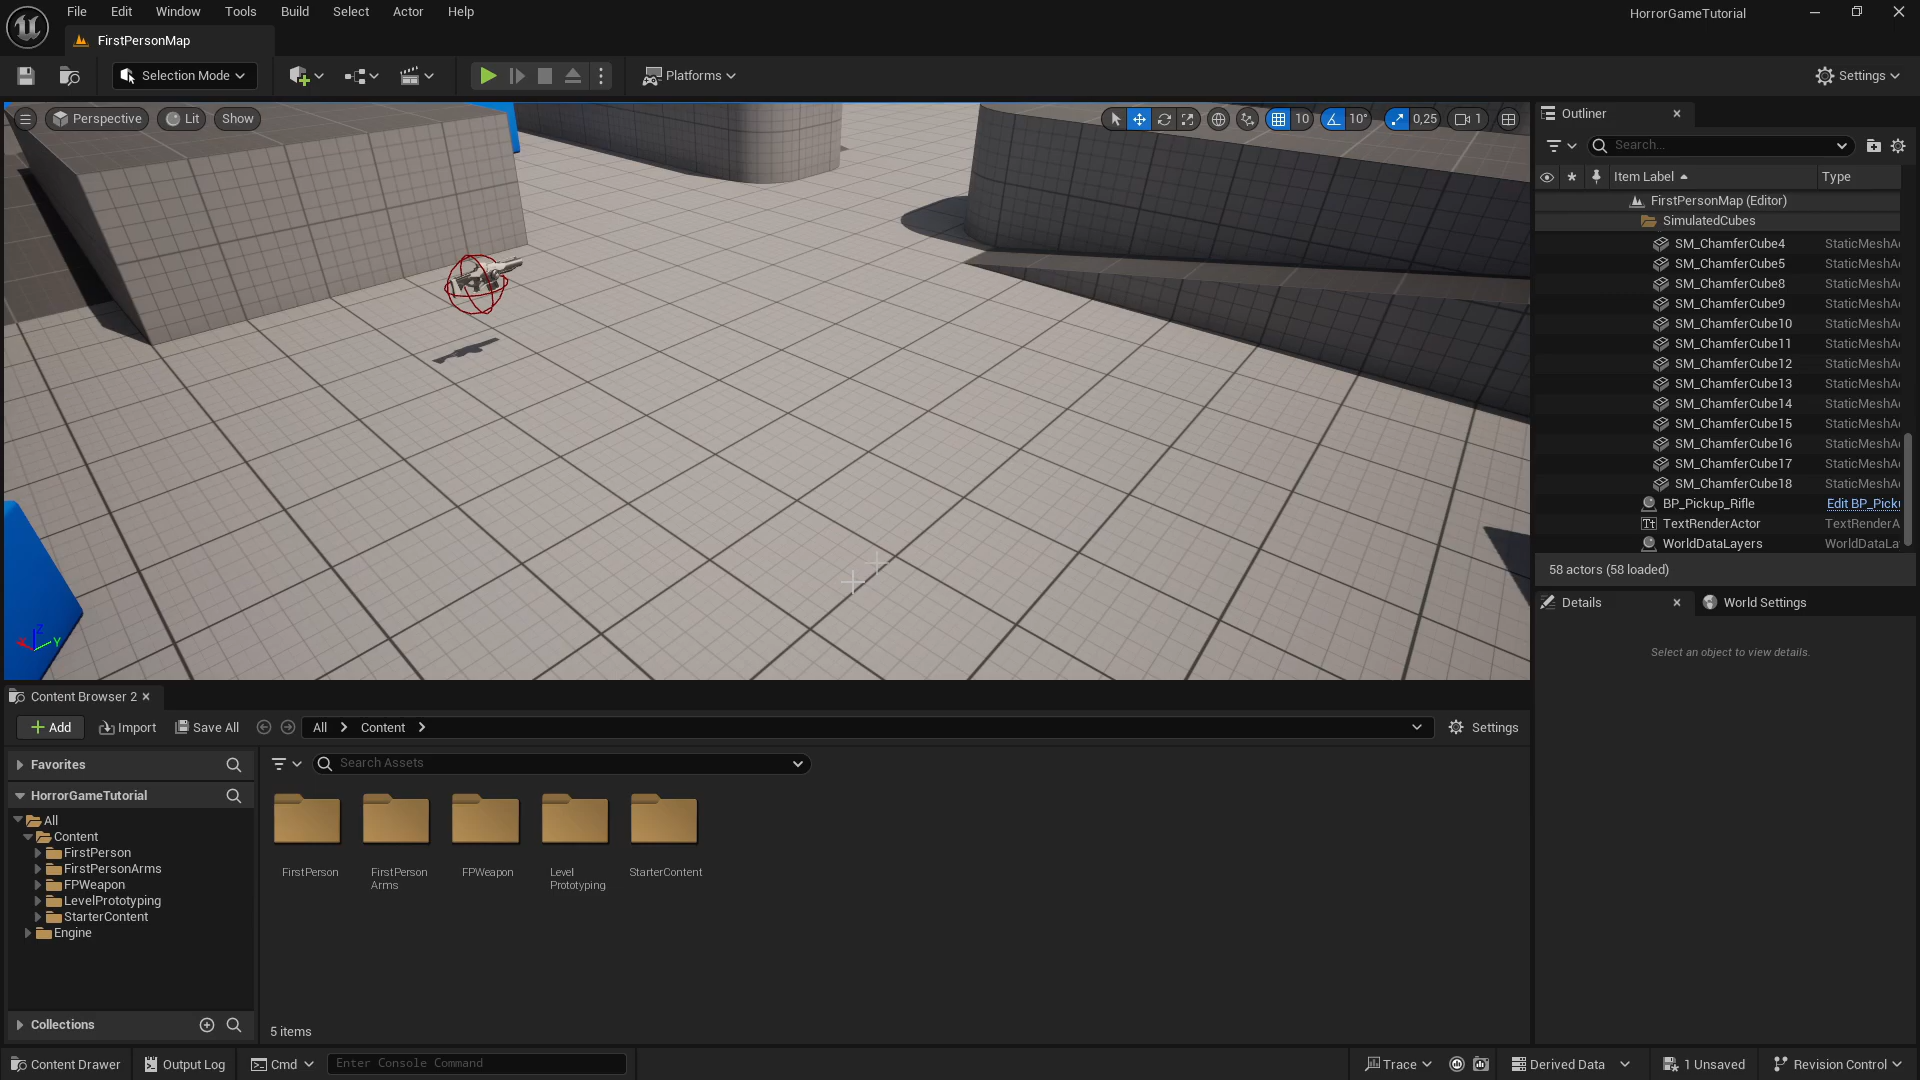 File Edit Window Tools Build Select Actor Help
HorrorGameTutorial
FirstPersonMap
Selection Mode
Platforms
Settings
Perspective Lit Show
10 10° 0,25 1
Outliner
Search...
Item Label Type
FirstPersonMap (Editor)
SimulatedCubes
SM_ChamferCube4 StaticMeshA
SM_ChamferCube5 StaticMeshA
SM_ChamferCube8 StaticMeshA
SM_ChamferCube9 StaticMeshA
SM_ChamferCube10 StaticMeshA
SM_ChamferCube11 StaticMeshA
SM_ChamferCube12 StaticMeshA
SM_ChamferCube13 StaticMeshA
SM_ChamferCube14 StaticMeshA
SM_ChamferCube15 StaticMeshA
SM_ChamferCube16 StaticMeshA
SM_ChamferCube17 StaticMeshA
SM_ChamferCube18 StaticMeshA
BP_Pickup_Rifle Edit BP_Pick
TextRenderActor TextRenderA
WorldDataLayers WorldDataLa
58 actors (58 loaded)
Details World Settings
Select an object to view details.
X Y Z
Content Browser 2
Add Import Save All All Content Settings
Favorites
Search Assets
HorrorGameTutorial
All
Content
FirstPerson
FirstPersonArms
FPWeapon
LevelPrototyping
StarterContent
Engine
FirstPerson
FirstPerson
Arms
FPWeapon
Level
Prototyping
StarterContent
Collections
5 items
Content Drawer Output Log Cmd Enter Console Command
Trace Derived Data 1 Unsaved Revision Control